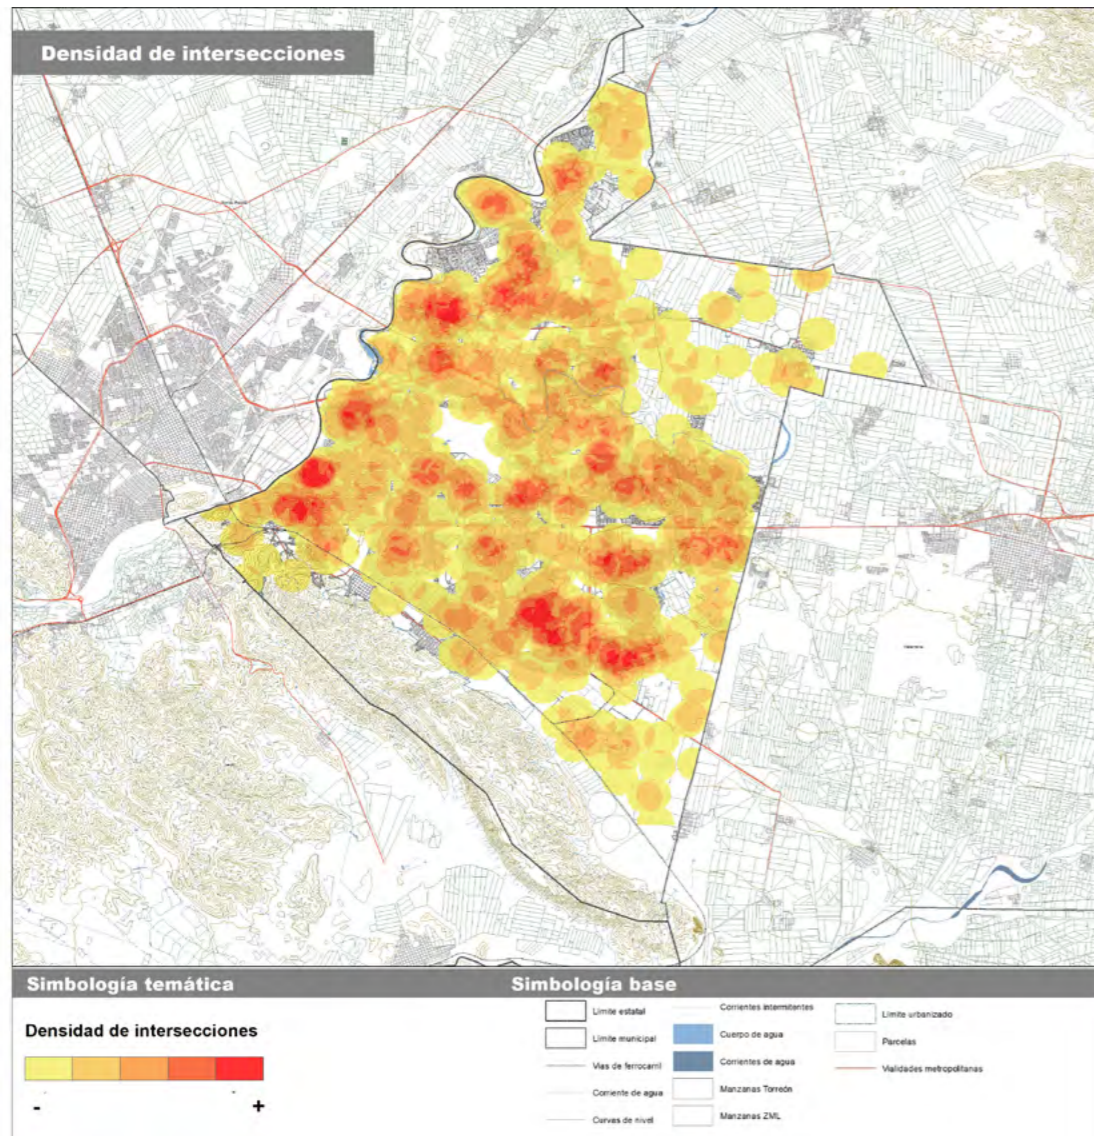 Densidad de intersecciones
Simbología temática
Densidad de intersecciones
-
+
Simbología base
Límite estatal
Límite municipal
Vías de ferrocarril
Corriente de agua
Curvas de nivel
Corrientes intermitentes
Cuerpo de agua
Corrientes de agua
Manzanas Torreón
Manzanas ZML
Límite urbanizado
Parcelas
Vialidades metropolitanas